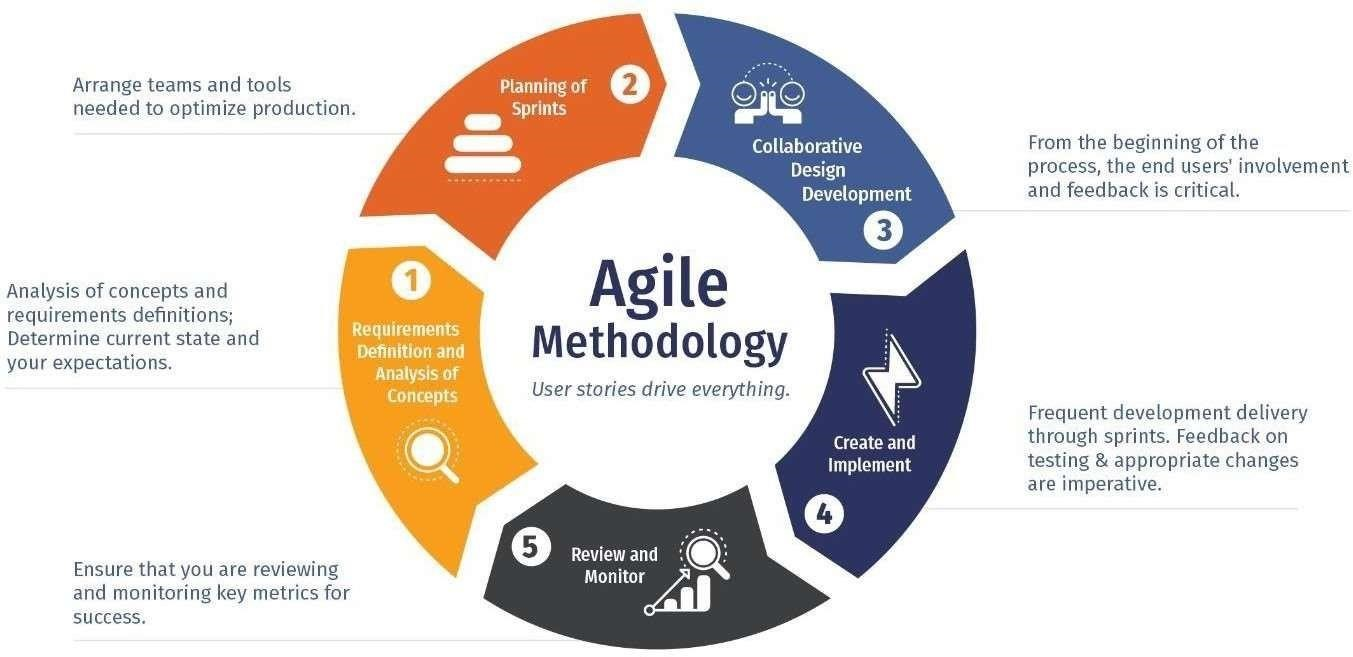 Agile
Methodology
User stories drive everything.
1
Requirements
Definition and
Analysis of
Concepts
Analysis of concepts and
requirements definitions;
Determine current state and
your expectations.
2
Planning of
Sprints
Arrange teams and tools
needed to optimize production.
Collaborative
Design
Development
3
From the beginning of the
process, the end users' involvement
and feedback is critical.
Create and
Implement
4
Frequent development delivery
through sprints. Feedback on
testing & appropriate changes
are imperative.
5
Review and
Monitor
Ensure that you are reviewing
and monitoring key metrics for
success.